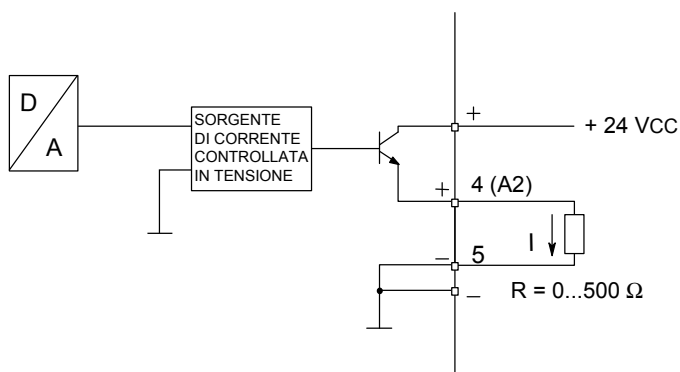 D
A
SORGENTE
DI CORRENTE
CONTROLLATA
IN TENSIONE
+
+ 24 VCC
+
4 (A2)
I
−
5
−
R = 0...500 Ω